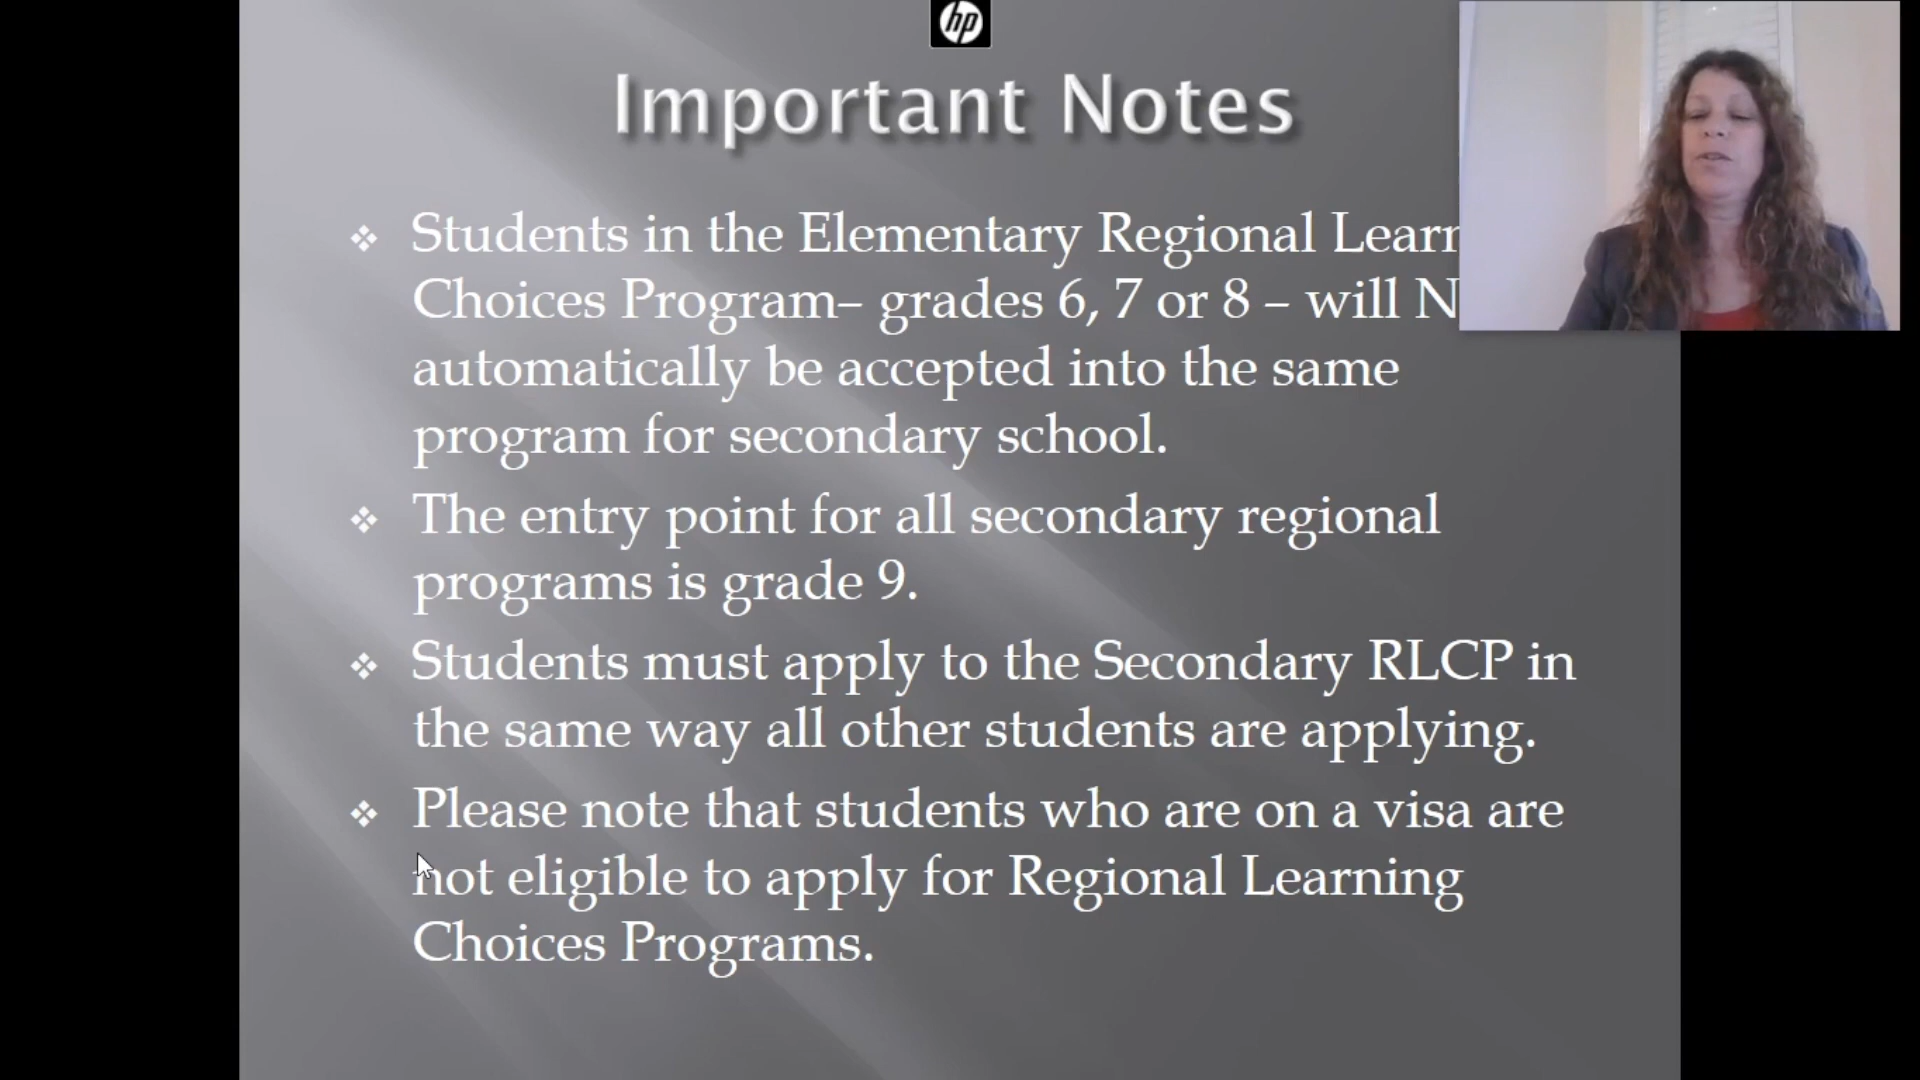 hp
Important Notes
❖ Students in the Elementary Regional
Choices Program– grades 6, 7 or 8 – will
automatically be accepted into the same
program for secondary school.
❖ The entry point for all secondary regional
programs is grade 9.
❖ Students must apply to the Secondary RLCP in
the same way all other students are applying.
❖ Please note that students who are on a visa are
not eligible to apply for Regional Learning
Choices Programs.